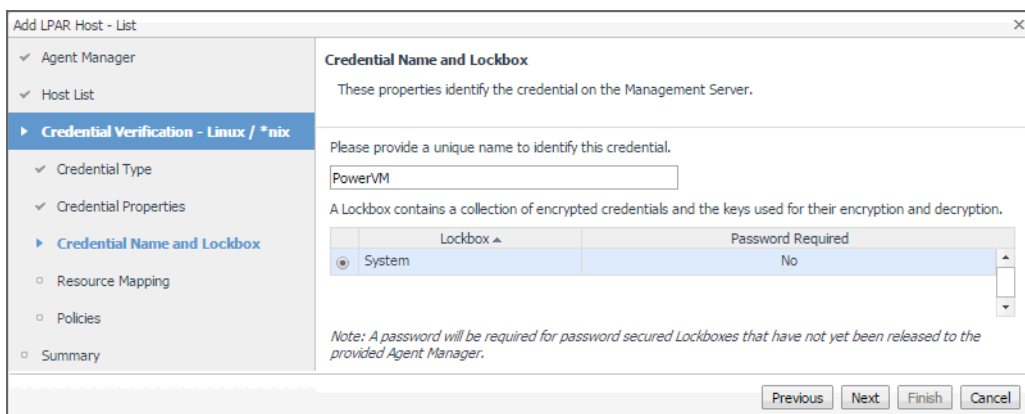 Add LPAR Host - List
Agent Manager
Host List
Credential Verification - Linux / *nix
Credential Type
Credential Properties
Credential Name and Lockbox
Resource Mapping
Policies
Summary
Credential Name and Lockbox
These properties identify the credential on the Management Server.
Please provide a unique name to identify this credential.
PowerVM
A Lockbox contains a collection of encrypted credentials and the keys used for their encryption and decryption.
Lockbox Password Required
System No
Note: A password will be required for password secured Lockboxes that have not yet been released to the
provided Agent Manager.
Previous Next Finish Cancel